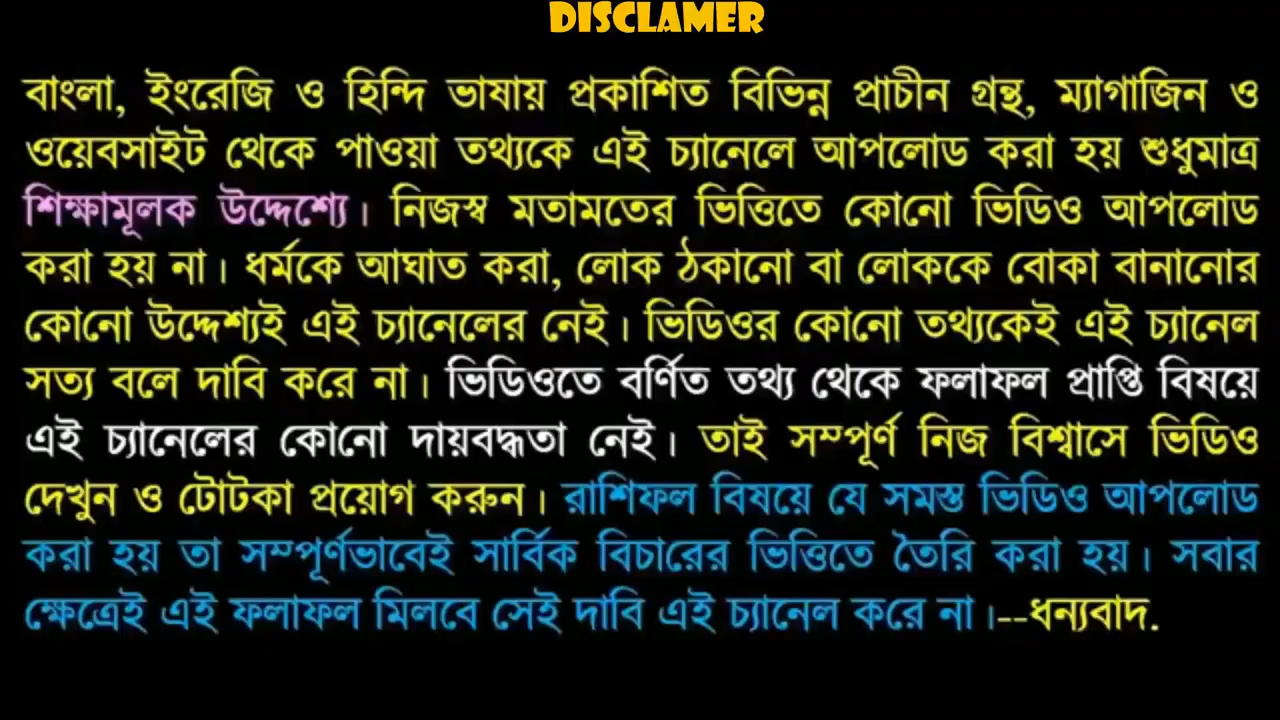 DISCLAMER
বাংলা, ইংরেজি ও হিন্দি ভাষায় প্রকাশিত বিভিন্ন প্রাচীন গ্রন্থ, ম্যাগাজিন ও
ওয়েবসাইট থেকে পাওয়া তথ্যকে এই চ্যানেলে আপলোড করা হয় শুধুমাত্র
শিক্ষামূলক উদ্দেশ্যে। নিজস্ব মতামতের ভিত্তিতে কোনো ভিডিও আপলোড
করা হয় না। ধর্মকে আঘাত করা, লোক ঠকানো বা লোককে বোকা বানানোর
কোনো উদ্দেশ্যই এই চ্যানেলের নেই। ভিডিওর কোনো তথ্যকেই এই চ্যানেল
সত্য বলে দাবি করে না। ভিডিওতে বর্ণিত তথ্য থেকে ফলাফল প্রাপ্তি বিষয়ে
এই চ্যানেলের কোনো দায়বদ্ধতা নেই। তাই সম্পূর্ণ নিজ বিশ্বাসে ভিডিও
দেখুন ও টোটকা প্রয়োগ করুন। রাশিফল বিষয়ে যে সমস্ত ভিডিও আপলোড
করা হয় তা সম্পূর্ণভাবেই সার্বিক বিচারের ভিত্তিতে তৈরি করা হয়। সবার
ক্ষেত্রেই এই ফলাফল মিলবে সেই দাবি এই চ্যানেল করে না।--ধন্যবাদ.